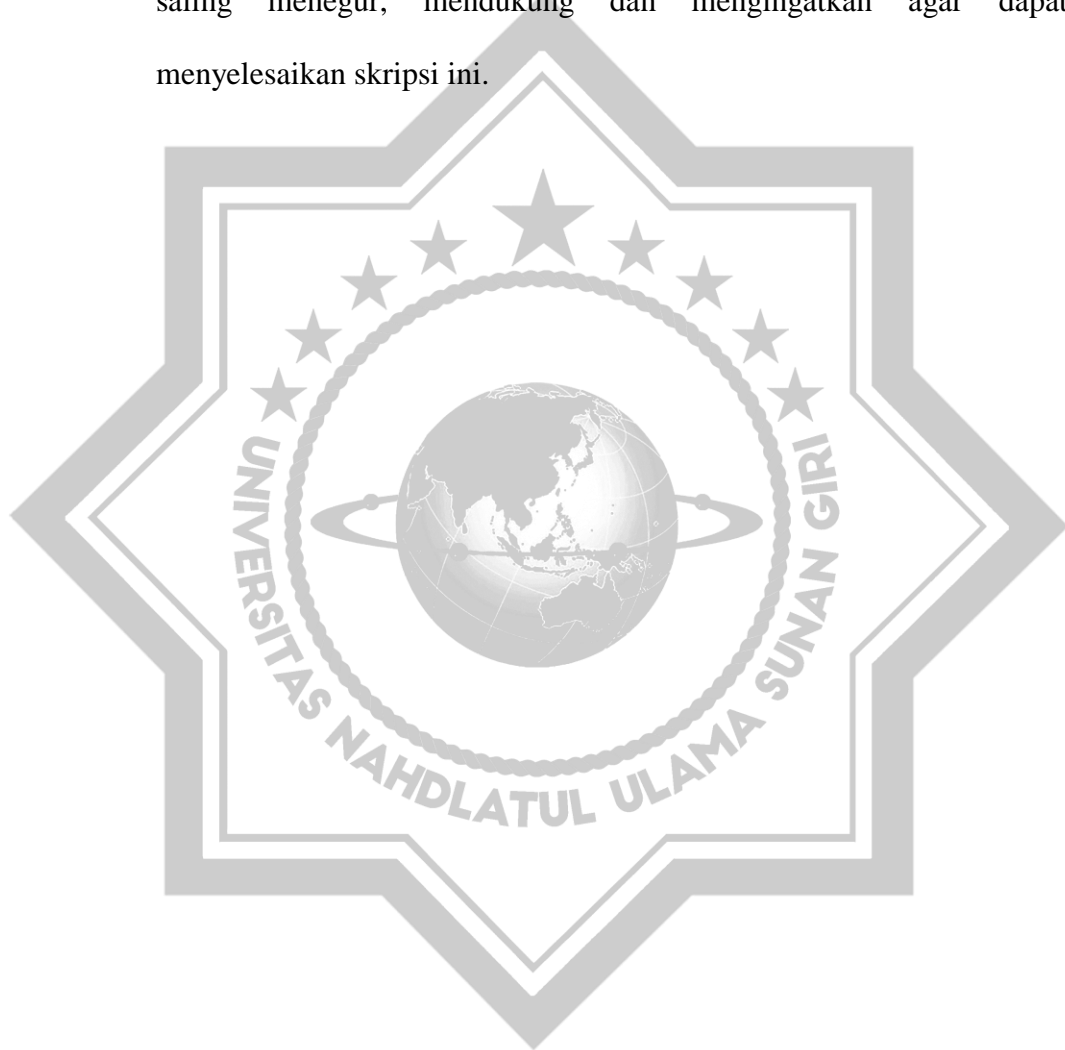 saling menegur, mendukung dan mengingatkan agar dapat
menyelesaikan skripsi ini.
UNIVERSITAS NAHDLATUL ULAMA SUNAN GIRI